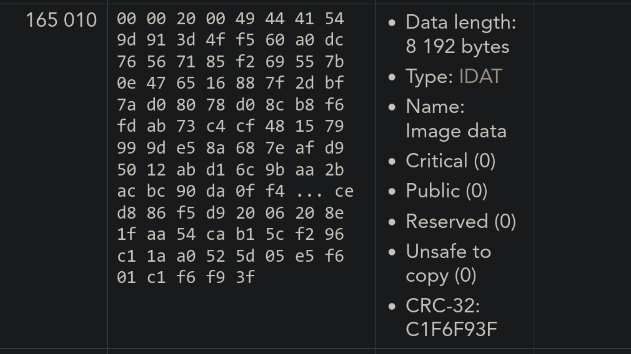 165 010
00 00 20 00 49 44 41 54
9d 91 3d 4f f5 60 a0 dc
76 56 71 85 f2 69 55 7b
0e 47 65 16 88 7f 2d bf
7a d0 80 78 d0 8c b8 f6
fd ab 73 c4 cf 48 15 79
99 9d e5 8a 68 7e af d9
50 12 ab d1 6c 9b aa 2b
ac bc 90 da 0f f4 ... ce
d8 86 f5 d9 20 06 20 8e
1f aa 54 ca b1 5c f2 96
c1 1a a0 52 5d 05 e5 f6
01 c1 f6 f9 3f
• Data length:
8 192 bytes
• Type: IDAT
• Name:
Image data
• Critical (0)
• Public (0)
• Reserved (0)
• Unsafe to
copy (0)
• CRC-32:
C1F6F93F